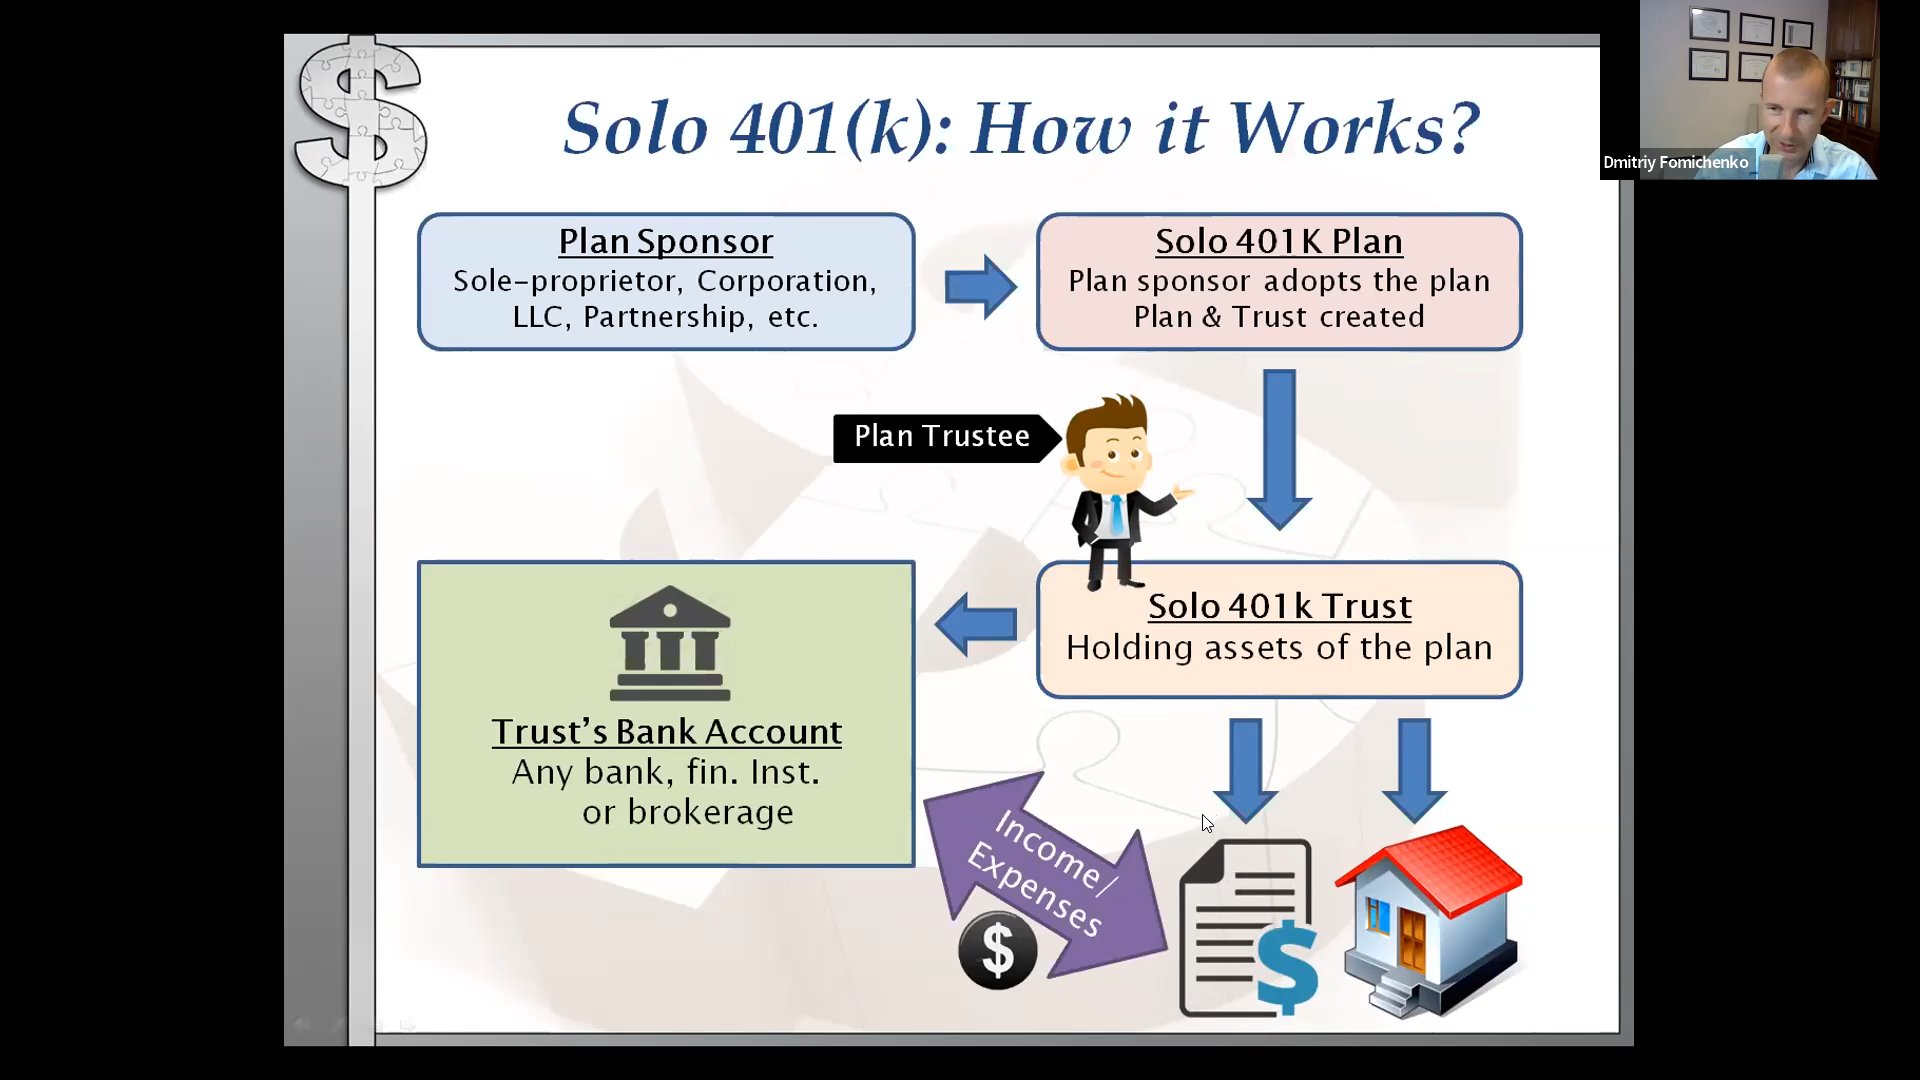 Solo 401(k): How it Works?
Dmitriy Fomichenko
Plan Sponsor
Sole-proprietor, Corporation,
LLC, Partnership, etc.
Solo 401K Plan
Plan sponsor adopts the plan
Plan & Trust created
Plan Trustee
Solo 401k Trust
Holding assets of the plan
Trust's Bank Account
Any bank, fin. Inst.
or brokerage
Income/
Expenses
$
$